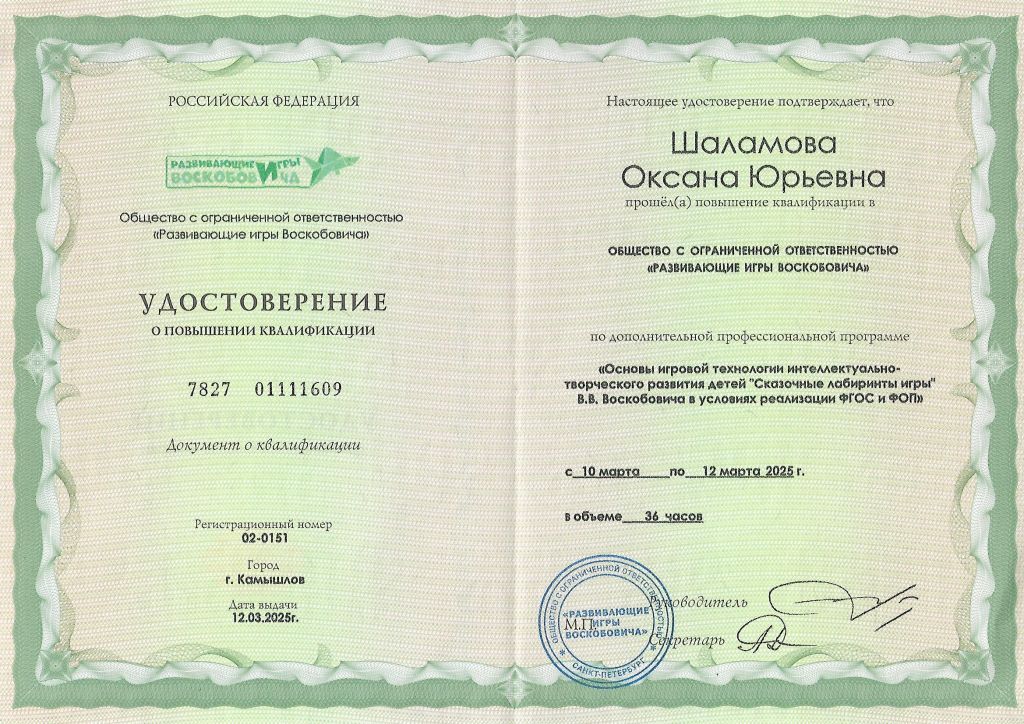 РОССИЙСКАЯ ФЕДЕРАЦИЯ
РАЗВИВАЮЩИЕ ИГРЫ
ВОСКОБОВИЧА
Общество с ограниченной ответственностью
«Развивающие игры Воскобовича»
УДОСТОВЕРЕНИЕ
О ПОВЫШЕНИИ КВАЛИФИКАЦИИ
7827 01111609
Документ о квалификации
Регистрационный номер
02-0151
Город
г. Камышлов
Дата выдачи
12.03.2025г.
Настоящее удостоверение подтверждает, что
Шаламова
Оксана Юрьевна
прошёл(а) повышение квалификации в
ОБЩЕСТВО С ОГРАНИЧЕННОЙ ОТВЕТСТВЕННОСТЬЮ
«РАЗВИВАЮЩИЕ ИГРЫ ВОСКОБОВИЧА»
по дополнительной профессиональной программе
«Основы игровой технологии интеллектуально-
творческого развития детей "Сказочные лабиринты игры"
В.В. Воскобовича в условиях реализации ФГОС и ФОП»
с 10 марта по 12 марта 2025 г.
в объеме 36 часов
ОБЩЕСТВО С ОГРАНИЧЕННОЙ ОТВЕТСТВЕННОСТЬЮ
«РАЗВИВАЮЩИЕ
ИГРЫ
ВОСКОБОВИЧА»
САНКТ-ПЕТЕРБУРГ
М.П.
Руководитель
Секретарь